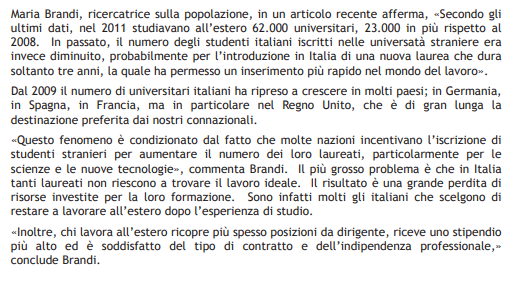 Maria Brandi, ricercatrice sulla popolazione, in un articolo recente afferma, «Secondo gli
ultimi dati, nel 2011 studiavano all'estero 62.000 universitari, 23.000 in più rispetto al
2008.  In passato, il numero degli studenti italiani iscritti nelle universatà straniere era
invece diminuito, probabilmente per l'introduzione in Italia di una nuova laurea che dura
soltanto tre anni, la quale ha permesso un inserimento più rapido nel mondo del lavoro».
Dal 2009 il numero di universitari italiani ha ripreso a crescere in molti paesi; in Germania,
in Spagna, in Francia, ma in particolare nel Regno Unito, che è di gran lunga la
destinazione preferita dai nostri connazionali.
«Questo fenomeno è condizionato dal fatto che molte nazioni incentivano l'iscrizione di
studenti stranieri per aumentare il numero dei loro laureati, particolarmente per le
scienze e le nuove tecnologie», commenta Brandi.  Il più grosso problema è che in Italia
tanti laureati non riescono a trovare il lavoro ideale.  Il risultato è una grande perdita di
risorse investite per la loro formazione.  Sono infatti molti gli italiani che scelgono di
restare a lavorare all'estero dopo l'esperienza di studio.
«Inoltre, chi lavora all'estero ricopre più spesso posizioni da dirigente, riceve uno stipendio
più alto ed è soddisfatto del tipo di contratto e dell'indipendenza professionale,»
conclude Brandi.